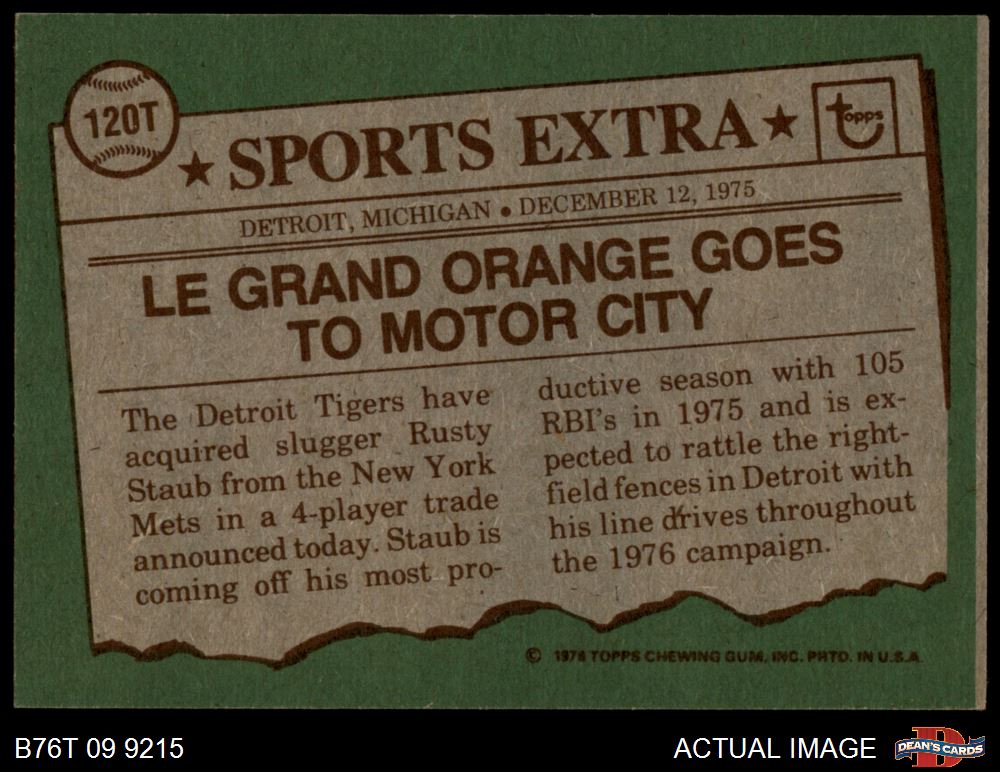 120T
★ SPORTS EXTRA ★
topps
DETROIT, MICHIGAN • DECEMBER 12, 1975
LE GRAND ORANGE GOES
TO MOTOR CITY
The Detroit Tigers have
acquired slugger Rusty
Staub from the New York
Mets in a 4-player trade
announced today. Staub is
coming off his most pro-
ductive season with 105
RBI's in 1975 and is ex-
pected to rattle the right-
field fences in Detroit with
his line drives throughout
the 1976 campaign.
© 1976 TOPPS CHEWING GUM, INC. PRTD. IN U.S.A.
B76T 09 9215
ACTUAL IMAGE
D
DEAN'S CARDS